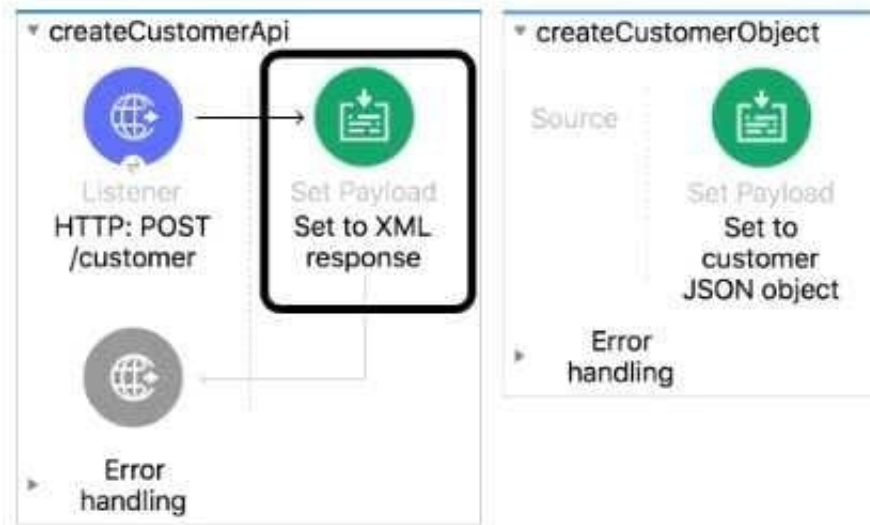 createCustomerApi
Listener
HTTP: POST
/customer
Set Payload
Set to XML
response
Error
handling
createCustomerObject
Source
Set Payload
Set to
customer
JSON object
Error
handling